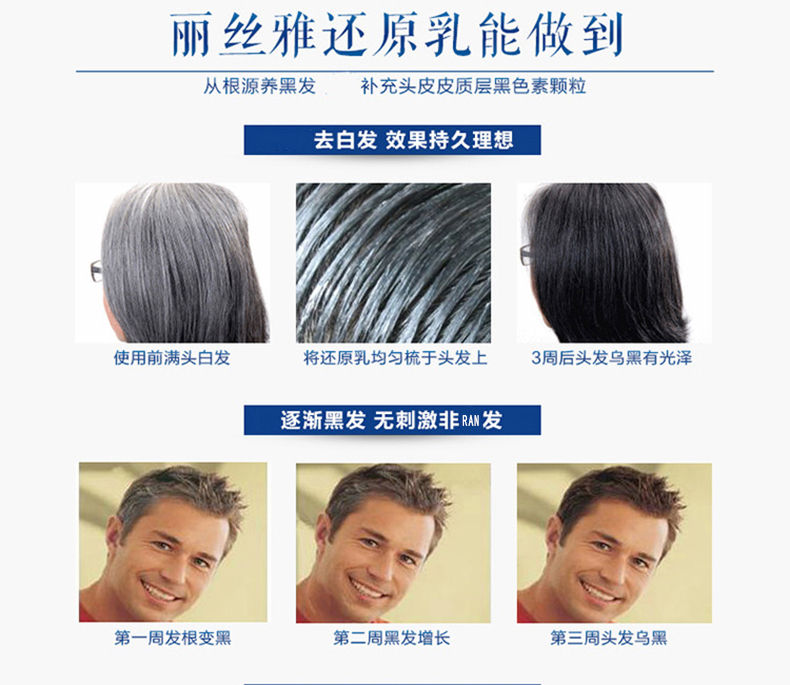 丽丝雅还原乳能做到
从根源养黑发 补充头皮皮质层黑色素颗粒
去白发 效果持久理想
使用前满头白发 将还原乳均匀梳于头发上 3周后头发乌黑有光泽
逐渐黑发 无刺激非RAN发
第一周发根变黑 第二周黑发增长 第三周头发乌黑